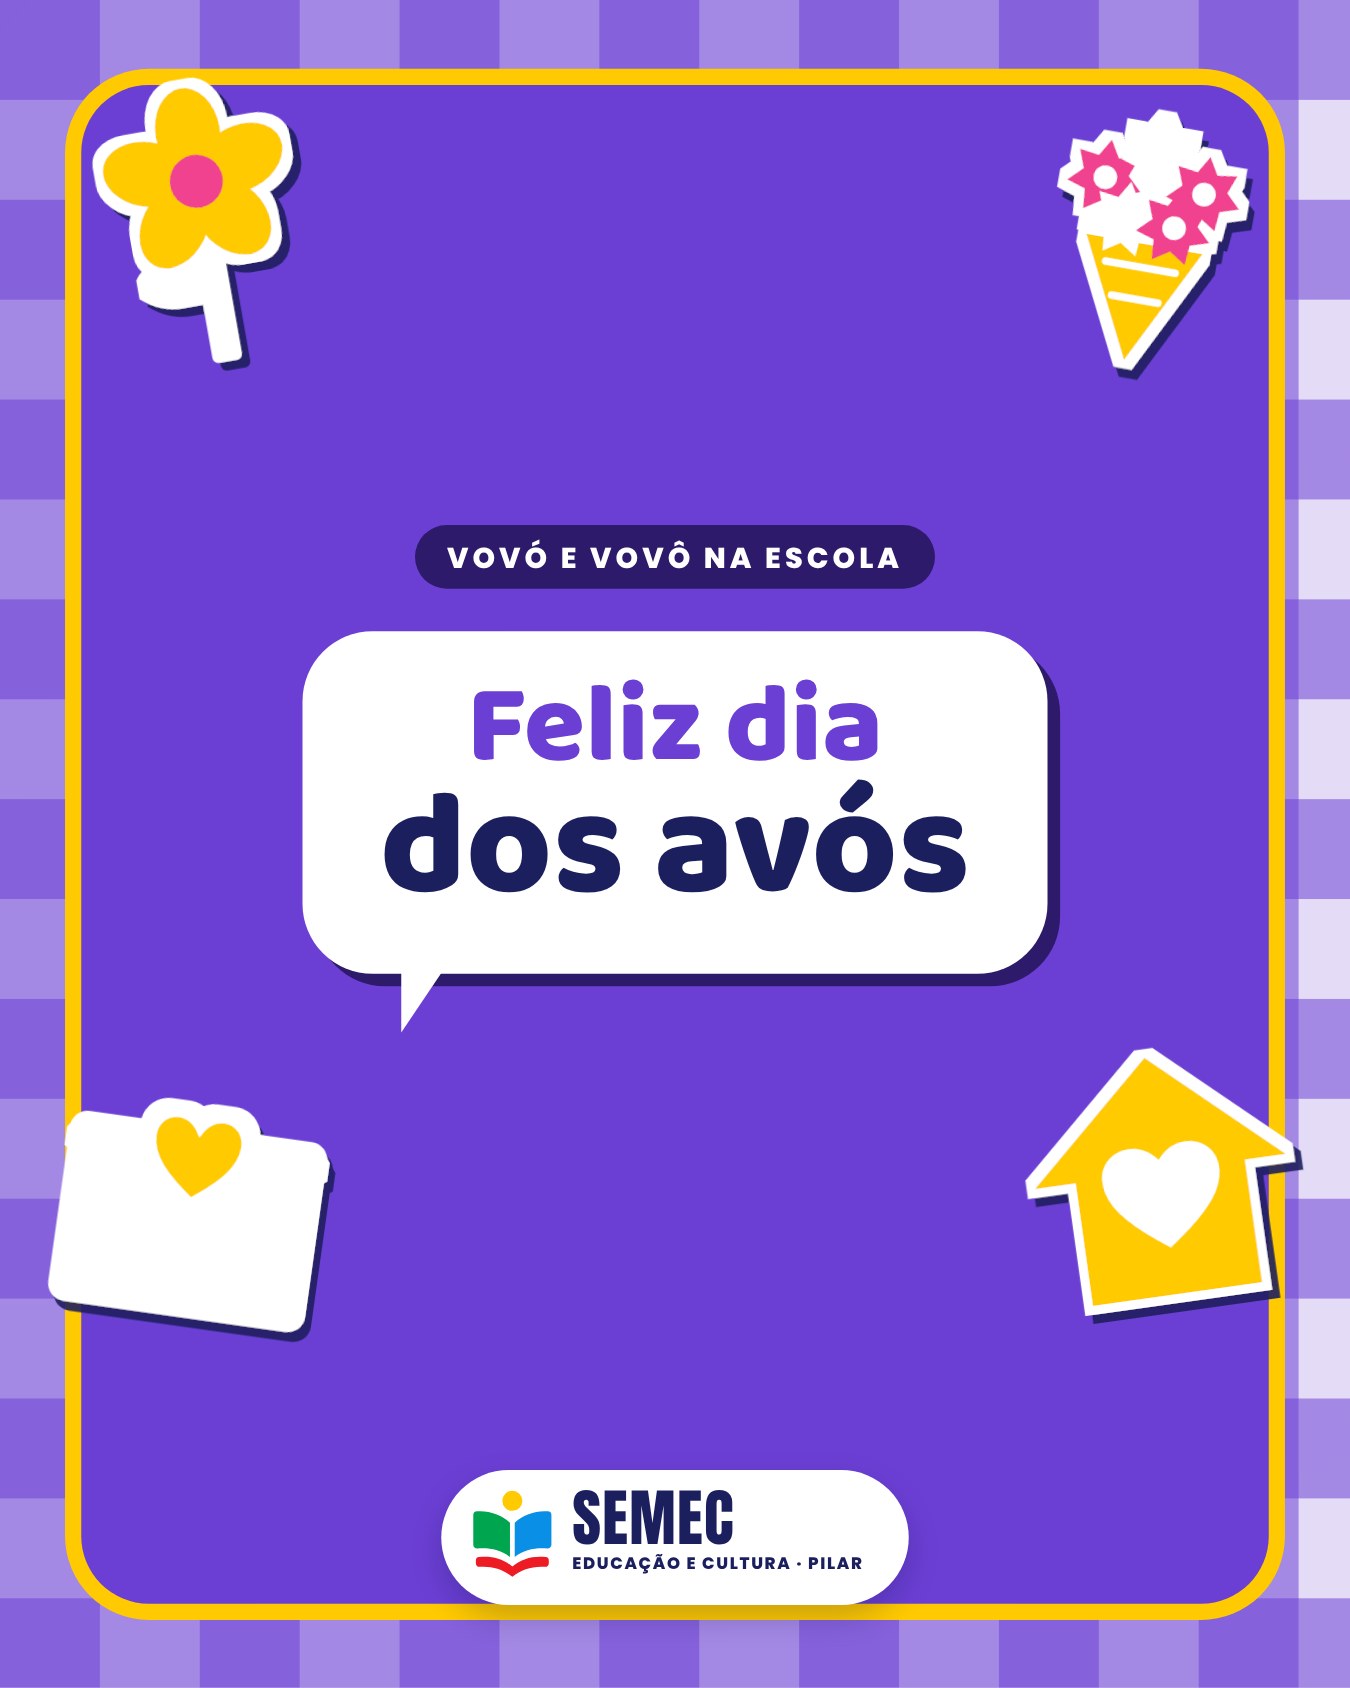 VOVÓ E VOVÔ NA ESCOLA
Feliz dia
dos avós
SEMEC
EDUCAÇÃO E CULTURA · PILAR